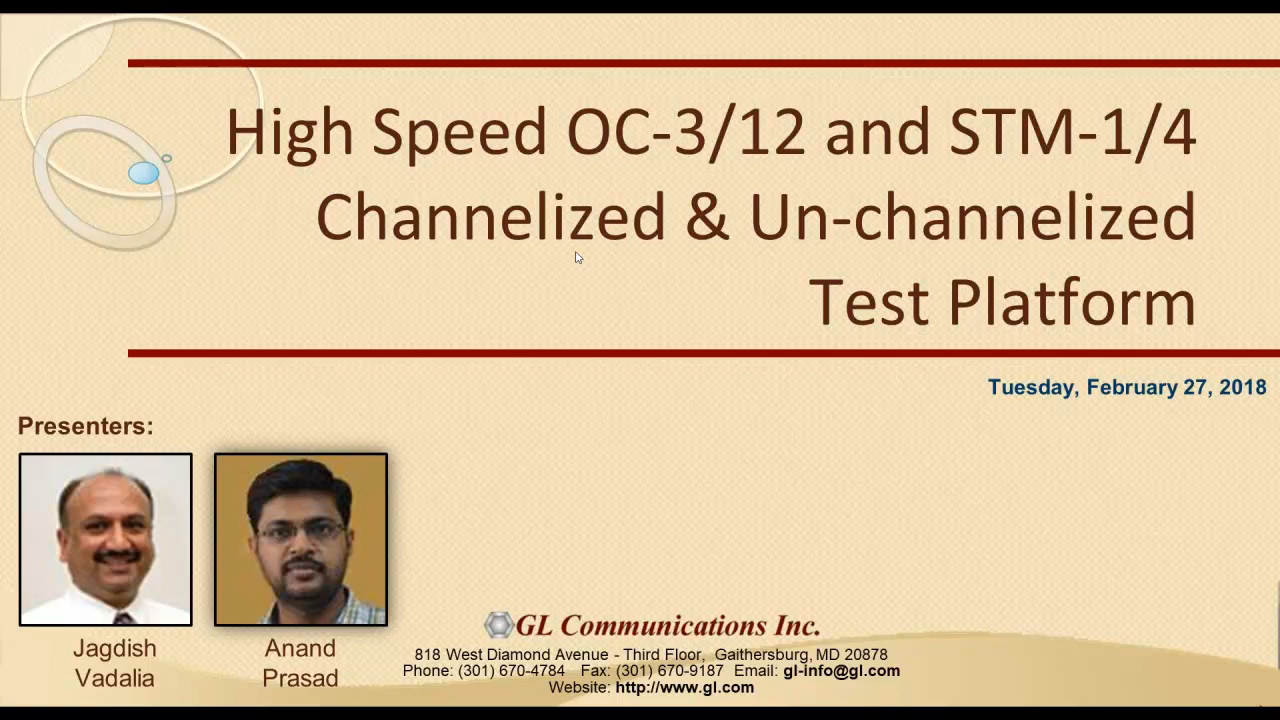 High Speed OC-3/12 and STM-1/4
Channelized & Un-channelized
Test Platform
Tuesday, February 27, 2018
Presenters:
Jagdish
Vadalia
Anand
Prasad
GL Communications Inc.
818 West Diamond Avenue - Third Floor, Gaithersburg, MD 20878
Phone: (301) 670-4784 Fax: (301) 670-9187 Email: gl-info@gl.com
Website: http://www.gl.com